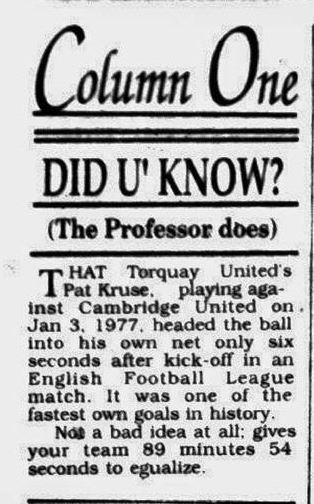 Column One
DID U' KNOW?
(The Professor does)
THAT Torquay United's
Pat Kruse, playing aga-
inst Cambridge United on
Jan 3, 1977, headed the ball
into his own net only six
seconds after kick-off in an
English Football League
match. It was one of the
fastest own goals in history.
Not a bad idea at all; gives
your team 89 minutes 54
seconds to egualize.